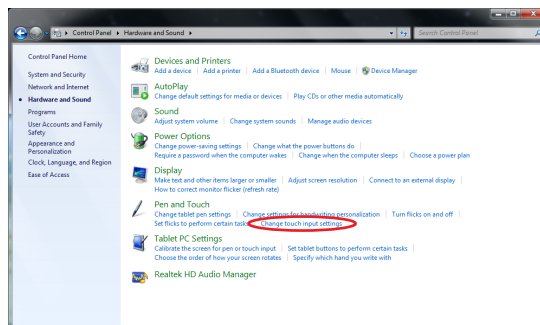 Control Panel ▸ Hardware and Sound ▸
Search Control Panel
Control Panel Home
System and Security
Network and Internet
Hardware and Sound
Programs
User Accounts and Family
Safety
Appearance and
Personalization
Clock, Language, and Region
Ease of Access
Devices and Printers
Add a device | Add a printer | Add a Bluetooth device | Mouse | Device Manager
AutoPlay
Change default settings for media or devices | Play CDs or other media automatically
Sound
Adjust system volume | Change system sounds | Manage audio devices
Power Options
Change power-saving settings | Change what the power buttons do |
Require a password when the computer wakes | Change when the computer sleeps | Choose a power plan
Display
Make text and other items larger or smaller | Adjust screen resolution | Connect to an external display |
How to correct monitor flicker (refresh rate)
Pen and Touch
Change tablet pen settings | Change settings for handwriting personalization | Turn flicks on and off |
Set flicks to perform certain tasks | Change touch input settings
Tablet PC Settings
Calibrate the screen for pen or touch input | Set tablet buttons to perform certain tasks |
Choose the order of how your screen rotates | Specify which hand you write with
Realtek HD Audio Manager